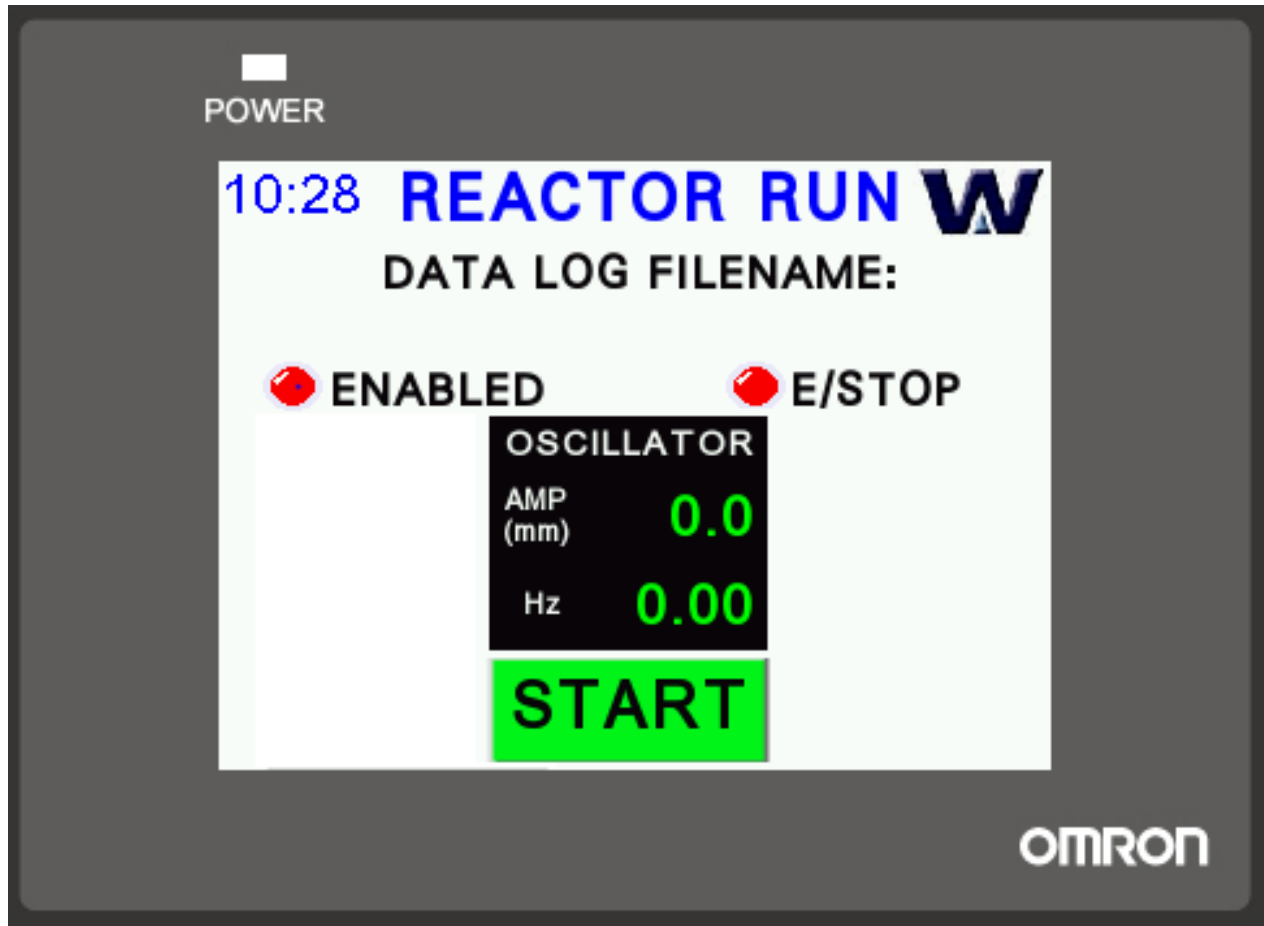 POWER
10:28 REACTOR RUN W
DATA LOG FILENAME:
ENABLED E/STOP
OSCILLATOR
AMP 0.0
(mm)
Hz 0.00
START
OMRON